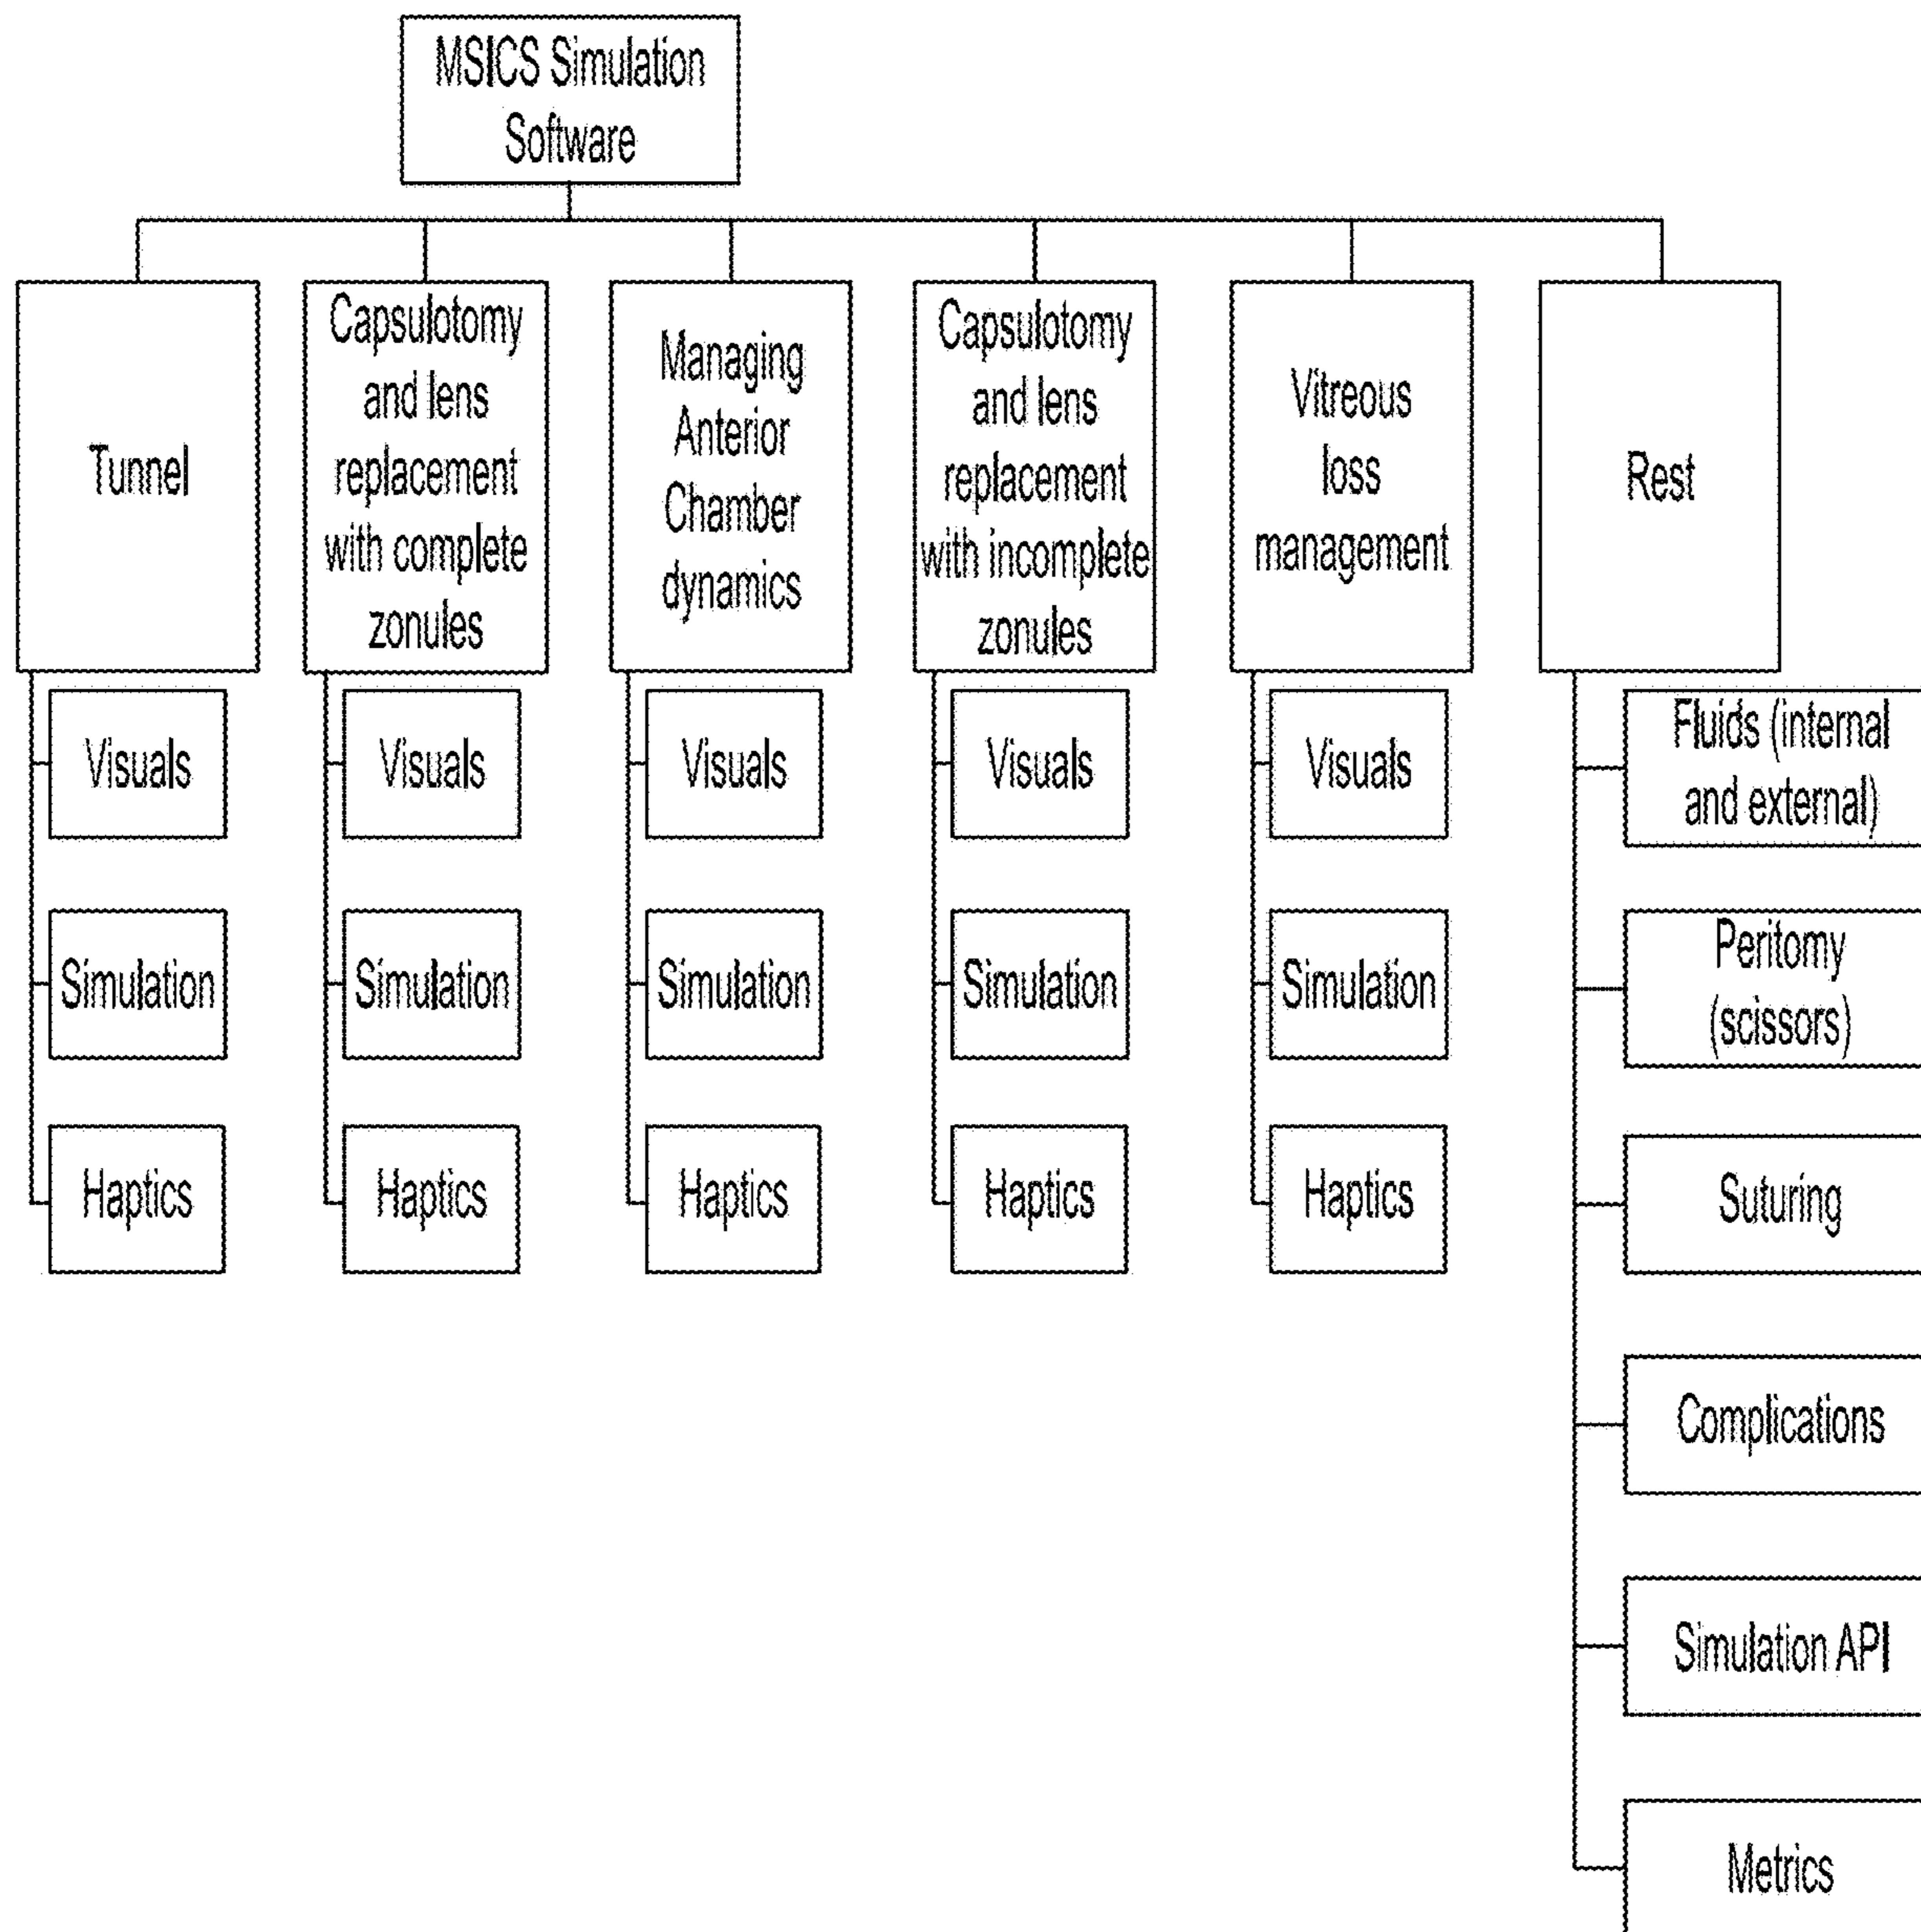 MSICS Simulation
Software
Tunnel
Capsulotomy
and lens
replacement
with complete
zonules
Managing
Anterior
Chamber
dynamics
Capsulotomy
and lens
replacement
with incomplete
zonules
Vitreous
loss
management
Rest
Visuals
Simulation
Haptics
Visuals
Simulation
Haptics
Visuals
Simulation
Haptics
Visuals
Simulation
Haptics
Visuals
Simulation
Haptics
Fluids (internal
and external)
Peritomy
(scissors)
Suturing
Complications
Simulation API
Metrics